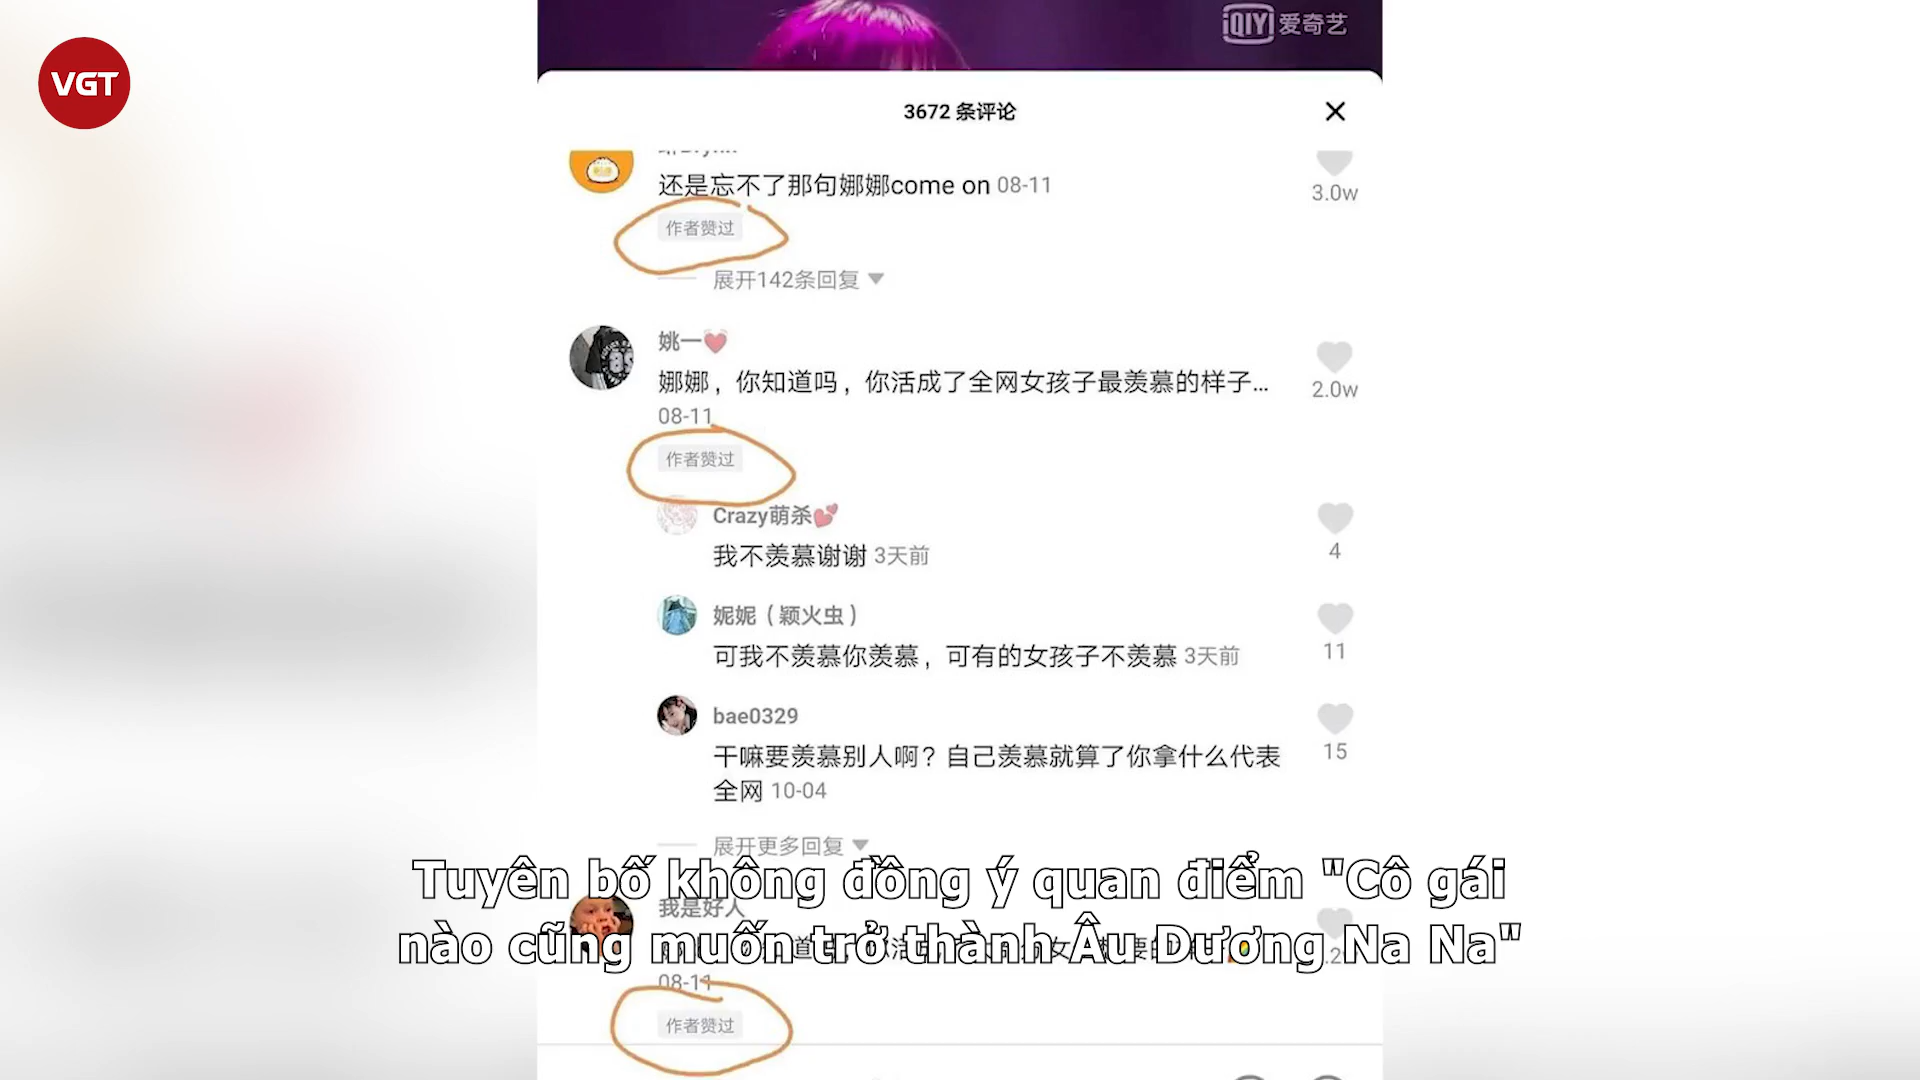 VGT
iQIYI 爱奇艺
3672 条评论
还是忘不了那句娜娜come on 08-11
3.0w
作者赞过
展开142条回复
姚一
娜娜，你知道吗，你活成了全网女孩子最羡慕的样子...
2.0w
08-11
作者赞过
Crazy萌杀
我不羡慕谢谢 3天前
4
妮妮（颖火虫）
可我不羡慕你羡慕，可有的女孩子不羡慕 3天前
11
bae0329
干嘛要羡慕别人啊？自己羡慕就算了你拿什么代表
全网 10-04
15
展开更多回复
Tuyên bố không đồng ý quan điểm "Cô gái
我是好人
nào cũng muốn trở thành Âu Dương Na Na"
08-11
作者赞过